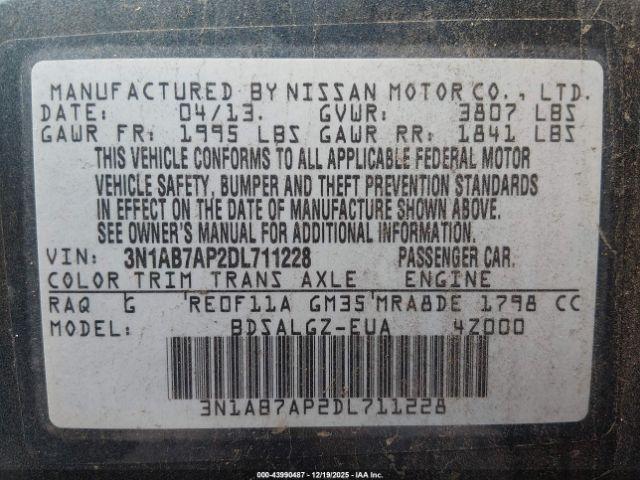 MANUFACTURED BY NISSAN MOTOR CO., LTD.
DATE: 04/13. GVWR: 3807 LBS
GAWR FR: 1995 LBS GAWR RR: 1841 LBS
THIS VEHICLE CONFORMS TO ALL APPLICABLE FEDERAL MOTOR
VEHICLE SAFETY, BUMPER AND THEFT PREVENTION STANDARDS
IN EFFECT ON THE DATE OF MANUFACTURE SHOWN ABOVE.
SEE OWNER'S MANUAL FOR ADDITIONAL INFORMATION.
VIN: 3N1AB7AP2DL711228 PASSENGER CAR.
COLOR TRIM TRANS AXLE ENGINE
RAQ G RE0F11A GM35 MRA8DE 1798 CC
MODEL: BDSALGZ-EUA 4Z000
3N1AB7AP2DL711228
000-43990487 - 12/19/2025 - IAA Inc.